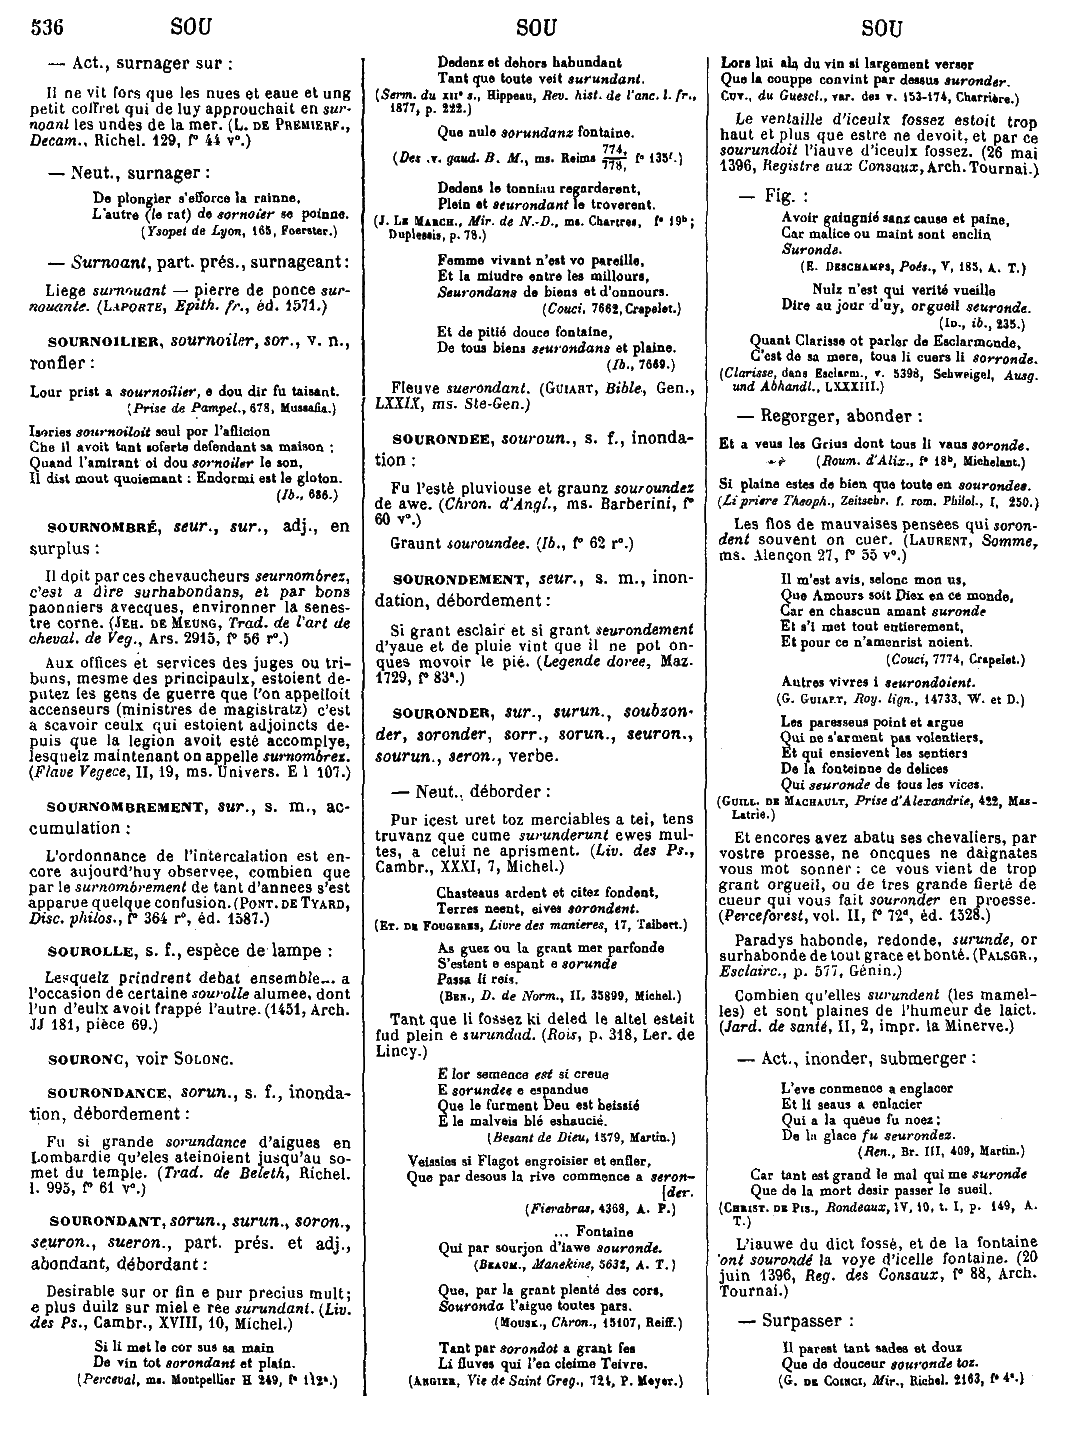 536 SOU SOU SOU
— Act., surnager sur :
Il ne vit fors que les nues et eaue et ung
petit coffret qui de luy approuchait en sur-
noant les undes de la mer. (L. DE PREMIERF.,
Decam., Richel. 129, f° 44 v°.)
— Neut., surnager :
De plongier s'efforce la rainne,
L'autre (le rat) de sornoier se poinne.
(Ysopet de Lyon, 165, Foerster.)
— Surnoant, part. prés., surnageant :
Liege surnouant — pierre de ponce sur-
nouante. (LAPORTE, Epith. fr., éd. 1571.)
SOURNOILIER, sournoiler, sor., v. n.,
ronfler :
Lour prist a sournoilier, e dou dir fu taisant.
(Prise de Pampel., 678, Mussafia.)
Isories sournoiloit seul por l'aflicion
Che il avoit tant soferte defendant sa maison ;
Quand l'amirant oi dou sornoiler le son,
Il dist mout quoiemant : Endormi est le gloton.
(Ib., 686.)
SOURNOMBRÉ, seur., sur., adj., en
surplus :
Il doit par ces chevaucheurs seurnombrez,
c'est a dire surhabondans, et par bons
paonniers avecques, environner la senes-
tre corne. (JEH. DE MEUNG, Trad. de l'art de
cheval. de Veg., Ars. 2915, f° 56 r°.)
Aux offices et services des juges ou tri-
buns, mesme des principaulx, estoient de-
putez les gens de guerre que l'on appelloit
accenseurs (ministres de magistratz) c'est
a scavoir ceulx qui estoient adjoincts de-
puis que la legion avoit esté accomplye,
lesquelz maintenant on appelle surnombrez.
(Flave Vegece, II, 19, ms. Univers. E I 107.)
SOURNOMBREMENT, sur., s. m., ac-
cumulation :
L'ordonnance de l'intercalation est en-
core aujourd'huy observee, combien que
par le surnombrement de tant d'annees s'est
apparue quelque confusion. (PONT. DE TYARD,
Disc. philos., f° 364 r°, éd. 1587.)
SOUROLLE, s. f., espèce de lampe :
Lesquelz prindrent debat ensemble... a
l'occasion de certaine sourolle alumee, dont
l'un d'eulx avoit frappé l'autre. (1451, Arch.
JJ 181, pièce 69.)
SOURONC, voir SOLONC.
SOURONDANCE, sorun., s. f., inonda-
tion, débordement :
Fu si grande sorundance d'aigues en
Lombardie qu'eles ateinoient jusqu'au so-
met du temple. (Trad. de Beleth, Richel.
l. 995, f° 61 v°.)
SOURONDANT, sorun., surun., soron.,
seuron., sueron., part. prés. et adj.,
abondant, débordant :
Desirable sur or fin e pur precius mult;
e plus duilz sur miel e ree surundant. (Liv.
des Ps., Cambr., XVIII, 10, Michel.)
Si li met le cor sus sa main
De vin tot sorondant et plain.
(Perceval, ms. Montpellier H 249, f° 112ª.)
Dedenz et dehors habundant
Tant que toute veit surundant.
(Serm. du XIIe s., Hippeau, Rev. hist. de l'anc. l. fr.,
1877, p. 222.)
Que nule sorundanz fontaine.
(Des .v. gaud. B. M., ms. Reims 774/778, f° 135f.)
Dedens le tonniau regarderent,
Plein et seurondant le troverent.
(J. LE MARCH., Mir. de N.-D., ms. Chartres, f° 19b;
Duplessis, p. 78.)
Femme vivant n'est vo pareille,
Et la miudre entre les millours,
Seurondans de biens et d'onnours.
(Couci, 7662, Crapelet.)
Et de pitié douce fontaine,
De tous biens seurondans et plaine.
(Ib., 7669.)
Fleuve suerondant. (GUIART, Bible, Gen.,
LXXIX, ms. Ste-Gen.)
SOURONDEE, souroun., s. f., inonda-
tion :
Fu l'esté pluviouse et graunz souroundez
de awe. (Chron. d'Angl., ms. Barberini, f°
60 v°.)
Graunt souroundee. (Ib., f° 62 r°.)
SOURONDEMENT, seur., s. m., inon-
dation, débordement :
Si grant esclair et si grant seurondement
d'yaue et de pluie vint que il ne pot on-
ques movoir le pié. (Legende doree, Maz.
1729, f° 83ª.)
SOURONDER, sur., surun., soubzon-
der, soronder, sorr., sorun., seuron.,
sourun., seron., verbe.
— Neut., déborder :
Pur icest uret toz merciables a tei, tens
truvanz que cume surunderunt ewes mul-
tes, a celui ne aprisment. (Liv. des Ps.,
Cambr., XXXI, 7, Michel.)
Chasteaus ardent et citez fondent,
Terres neent, eives sorondent.
(ET. DE FOUGERES, Livre des manieres, 17, Talbert.)
As guez ou la grant mer parfonde
S'estent e espant e sorunde
Passa li reis.
(BEN., D. de Norm., II, 35899, Michel.)
Tant que li fossez ki deled le altel esteit
fud plein e surundad. (Rois, p. 318, Ler. de
Lincy.)
E lor semence est si creue
E sorundee e espandue
Que le furment Deu est beissié
E le malveis blé eshaucié.
(Besant de Dieu, 1579, Martin.)
Veissies si Flagot engroisier et enfler,
Que par desous la rive commence a seron-
[der.
(Fierabras, 4368, A. P.)
... Fontaine
Qui par sourjon d'iawe souronde.
(BEAUM., Manekine, 5632, A. T.)
Que, par la grant plenté des cors,
Souronda l'aigue toutes pars.
(MOUSK., Chron., 15107, Reiff.)
Tant par sorondot a grant fes
Li fluves qui l'en cleime Teivre.
(ANGIER, Vie de Saint Greg., 724, P. Meyer.)
Lors lui alq du vin si largement verser
Que la couppe convint par dessus suronder.
CUV., du Guescl., var. des v. 153-174, Charrière.)
Le ventaille d'iceulx fossez estoit trop
haut et plus que estre ne devoit, et par ce
sourundoit l'iauve d'iceulx fossez. (26 mai
1396, Registre aux Consaux, Arch. Tournai.)
— Fig. :
Avoir gaingnié sanz cause et paine,
Car malice ou maint sont enclin
Suronde.
(E. DESCHAMPS, Poés., V, 185, A. T.)
Nulz n'est qui verité vueille
Dire au jour d'uy, orgueil seuronde.
(ID., ib., 235.)
Quant Clarisse ot parler de Esclarmonde,
C'est de sa mere, tous li cuers li sorronde.
(Clarisse, dans Esclarm., v. 5398, Schweigel, Ausg.
und Abhandl., LXXXIII.)
— Regorger, abonder :
Et a veus les Grius dont tous li vaus soronde.
(Roum. d'Alix., f° 18b, Michelant.)
Si plaine estes de bien que toute en sourondee.
(Li priere Theoph., Zeitschr. f. rom. Philol., I, 250.)
Les flos de mauvaises pensees qui soron-
dent souvent on cuer. (LAURENT, Somme,
ms. Alençon 27, f° 55 v°.)
Il m'est avis, selonc mon us,
Que Amours soit Diex en ce monde,
Car en chascun amant suronde
Et s'i met tout entierement,
Et pour ce n'amenrist noient.
(Couci, 7774, Crapelet.)
Autres vivres i seurondoient.
(G. GUIART, Roy. lign., 14733, W. et D.)
Les paresseus point et argue
Qui ne s'arment pas volentiers,
Et qui ensievent les sentiers
De la fonteinne de delices
Qui seuronde de tous les vices.
(GUILL. DE MACHAULT, Prise d'Alexandrie, 422, Mas-
Latrie.)
Et encores avez abatu ses chevaliers, par
vostre proesse, ne oncques ne daignates
vous mot sonner : ce vous vient de trop
grant orgueil, ou de tres grande fierté de
cueur qui vous fait souronder en proesse.
(Perceforest, vol. II, f° 72d, éd. 1528.)
Paradys habonde, redonde, surunde, or
surhabonde de tout grace et bonté. (PALSGR.,
Esclairc., p. 577, Génin.)
Combien qu'elles surundent (les mamel-
les) et sont plaines de l'humeur de laict.
(Jard. de santé, II, 2, impr. la Minerve.)
— Act., inonder, submerger :
L'eve conmence a englacer
Et li seaus a enlacier
Qui a la queue fu noez;
De la glace fu seurondez.
(Ren., Br. III, 409, Martin.)
Car tant est grand le mal qui me suronde
Que de la mort desir passer le sueil.
(CHRIST. DE PIS., Rondeaux, IV, 10, t. I, p. 149, A.
T.)
L'iauwe du dict fossé, et de la fontaine
ont sourondé la voye d'icelle fontaine. (20
juin 1396, Reg. des Consaux, f° 88, Arch.
Tournai.)
— Surpasser :
Il parest tant sades et douz
Que de douceur souronde toz.
(G. DE COINCI, Mir., Richel. 2163, f° 4ª.)